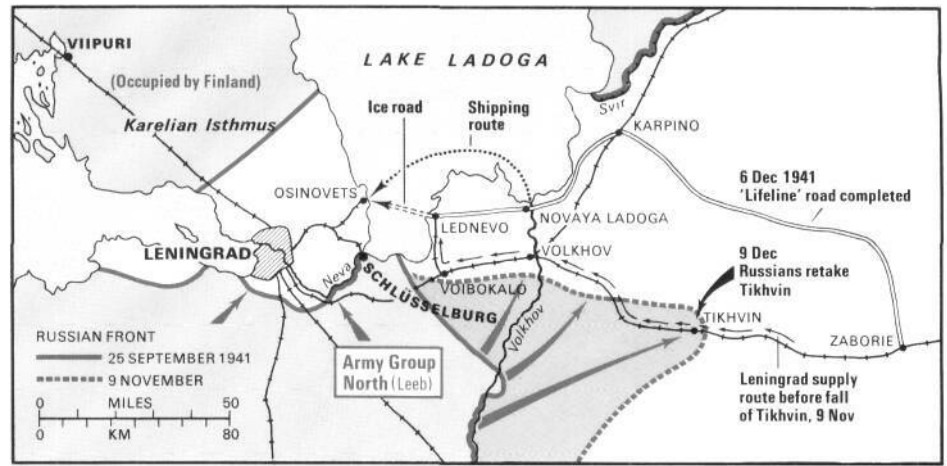 VIIPURI
(Occupied by Finland)
Karelian Isthmus
LAKE LADOGA
Ice road
Shipping
route
Svir
KARPINO
6 Dec 1941
'Lifeline' road completed
OSINOVETS
LEDNEVO
NOVAYA LADOGA
LENINGRAD
Neva
SCHLÜSSELBURG
VOIBOKALO
VOLKHOV
Volkhov
9 Dec
Russians retake
Tikhvin
TIKHVIN
ZABORIE
Leningrad supply
route before fall
of Tikhvin, 9 Nov
Army Group
North (Leeb)
RUSSIAN FRONT
25 SEPTEMBER 1941
9 NOVEMBER
0 MILES 50
0 KM 80